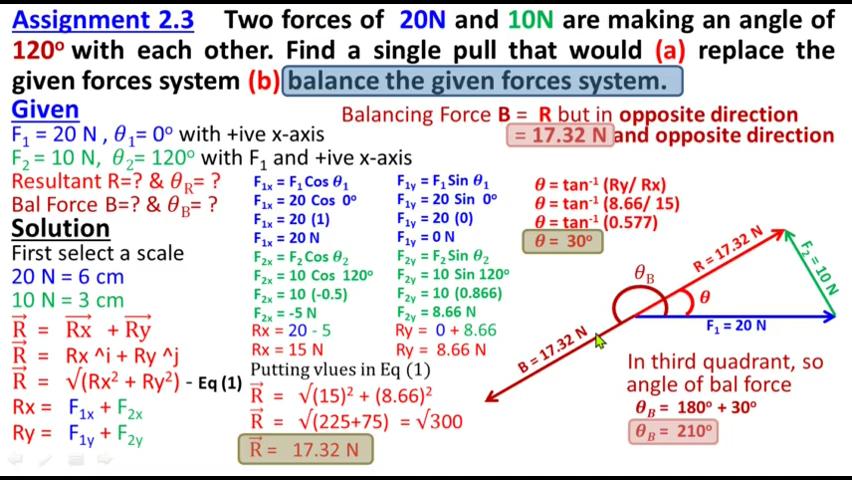 Assignment 2.3 Two forces of 20N and 10N are making an angle of
120° with each other. Find a single pull that would (a) replace the
given forces system (b) balance the given forces system.
Given
F₁ = 20 N , θ₁= 0° with +ive x-axis
F₂ = 10 N, θ₂= 120° with F₁ and +ive x-axis
Resultant R=? & θR= ?
Bal Force B=? & θB= ?
Solution
First select a scale
20 N = 6 cm
10 N = 3 cm
R = Rx + Ry
R = Rx ^i + Ry ^j
R = √(Rx² + Ry²) - Eq (1)
Rx = F₁ₓ + F₂ₓ
Ry = F1y + F2y
Balancing Force B = R but in opposite direction
= 17.32 N and opposite direction
F₁ₓ = F₁ Cos θ₁
F₁ₓ = 20 Cos 0°
F₁ₓ = 20 (1)
F₁ₓ = 20 N
F₂ₓ = F₂ Cos θ₂
F₂ₓ = 10 Cos 120°
F₂ₓ = 10 (-0.5)
F₂ₓ = -5 N
Rx = 20 - 5
Rx = 15 N
F1y = F₁ Sin θ₁
F1y = 20 Sin 0°
F1y = 20 (0)
F1y = 0 N
F2y = F₂ Sin θ₂
F2y = 10 Sin 120°
F2y = 10 (0.866)
F2y = 8.66 N
Ry = 0 + 8.66
Ry = 8.66 N
Putting vlues in Eq (1)
R = √(15)² + (8.66)²
R = √(225+75) = √300
R = 17.32 N
θ = tan⁻¹ (Ry/ Rx)
θ = tan⁻¹ (8.66/ 15)
θ = tan⁻¹ (0.577)
θ = 30°
R = 17.32 N
F₂ = 10 N
θB
θ
F₁ = 20 N
B = 17.32 N
In third quadrant, so
angle of bal force
θB = 180° + 30°
θB = 210°